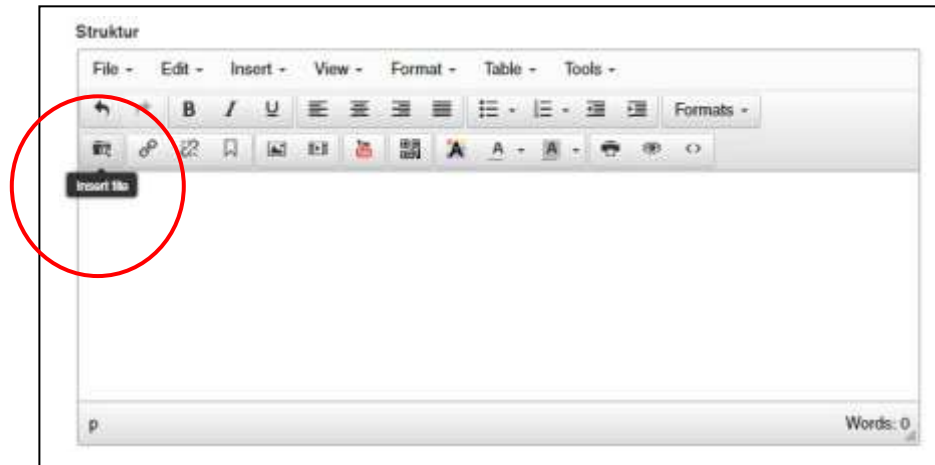 Struktur
File Edit Insert View Format Table Tools
B I U Formats
A A A
Insert file
p Words: 0